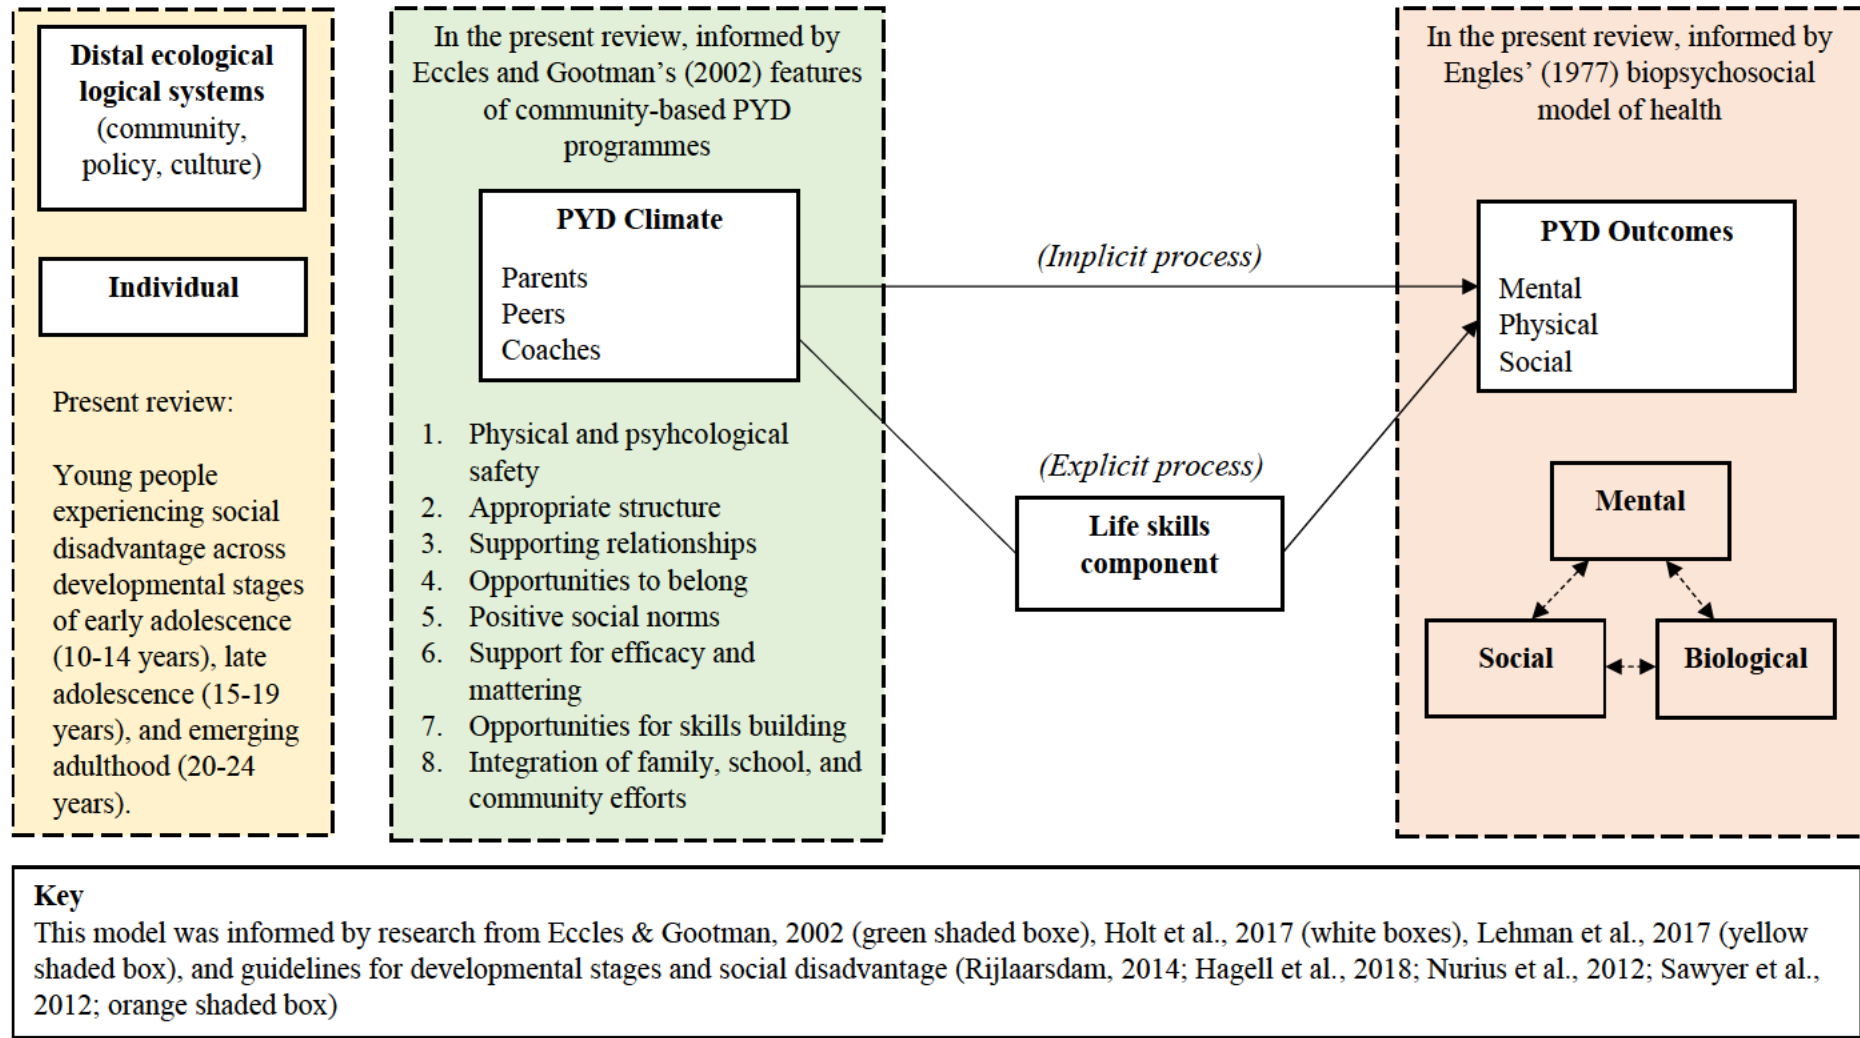 Distal ecological
logical systems
(community,
policy, culture)
Individual
Present review:
Young people
experiencing social
disadvantage across
developmental stages
of early adolescence
(10-14 years), late
adolescence (15-19
years), and emerging
adulthood (20-24
years).
In the present review, informed by
Eccles and Gootman’s (2002) features
of community-based PYD
programmes
PYD Climate
Parents
Peers
Coaches
1. Physical and psyhcological
safety
2. Appropriate structure
3. Supporting relationships
4. Opportunities to belong
5. Positive social norms
6. Support for efficacy and
mattering
7. Opportunities for skills building
8. Integration of family, school, and
community efforts
(Implicit process)
(Explicit process)
Life skills
component
In the present review, informed by
Engles’ (1977) biopsychosocial
model of health
PYD Outcomes
Mental
Physical
Social
Mental
Social
Biological
Key
This model was informed by research from Eccles & Gootman, 2002 (green shaded boxe), Holt et al., 2017 (white boxes), Lehman et al., 2017 (yellow
shaded box), and guidelines for developmental stages and social disadvantage (Rijlaarsdam, 2014; Hagell et al., 2018; Nurius et al., 2012; Sawyer et al.,
2012; orange shaded box)